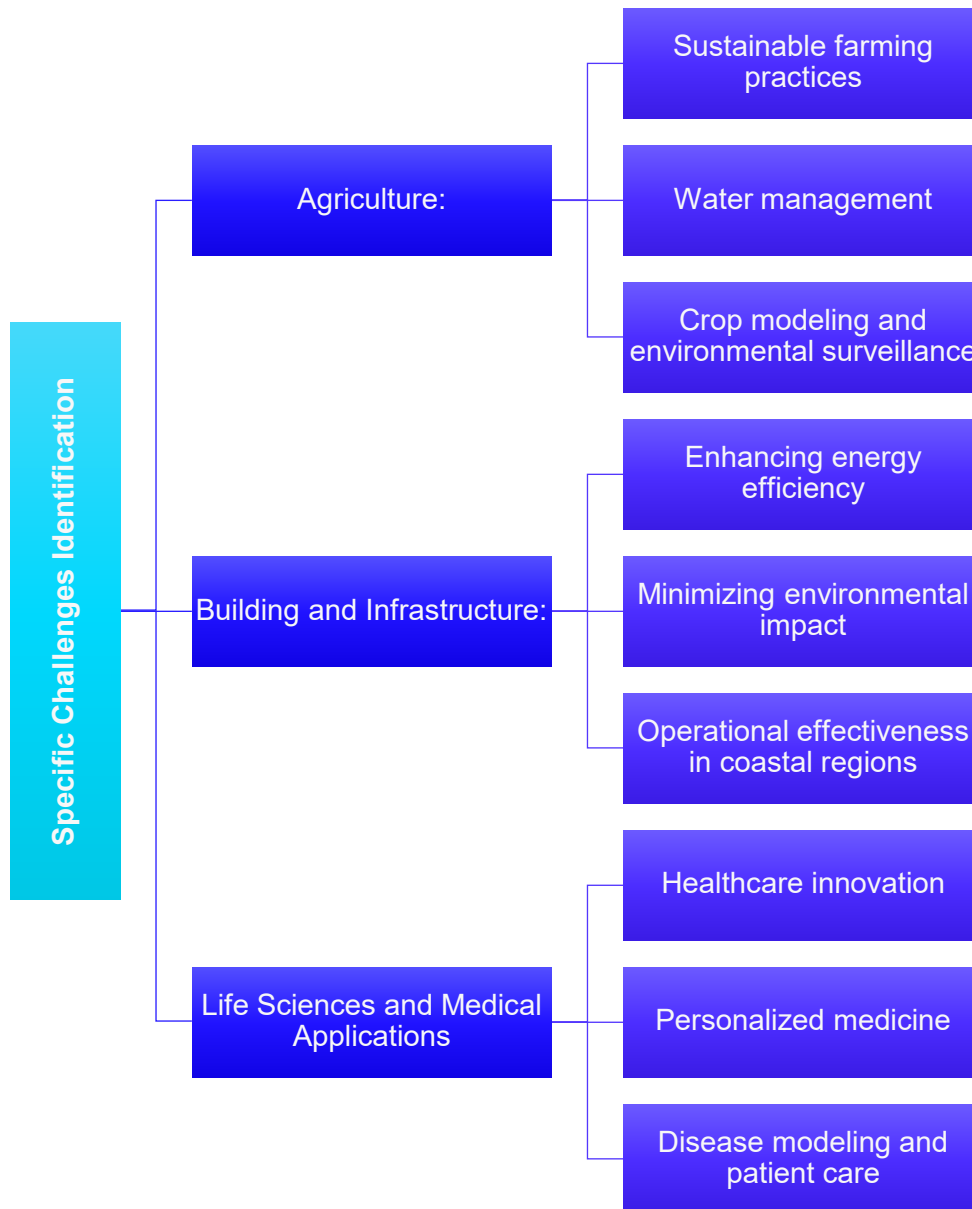 Specific Challenges Identification
Agriculture:
Sustainable farming
practices
Water management
Crop modeling and
environmental surveillance
Building and Infrastructure:
Enhancing energy
efficiency
Minimizing environmental
impact
Operational effectiveness
in coastal regions
Life Sciences and Medical
Applications
Healthcare innovation
Personalized medicine
Disease modeling and
patient care